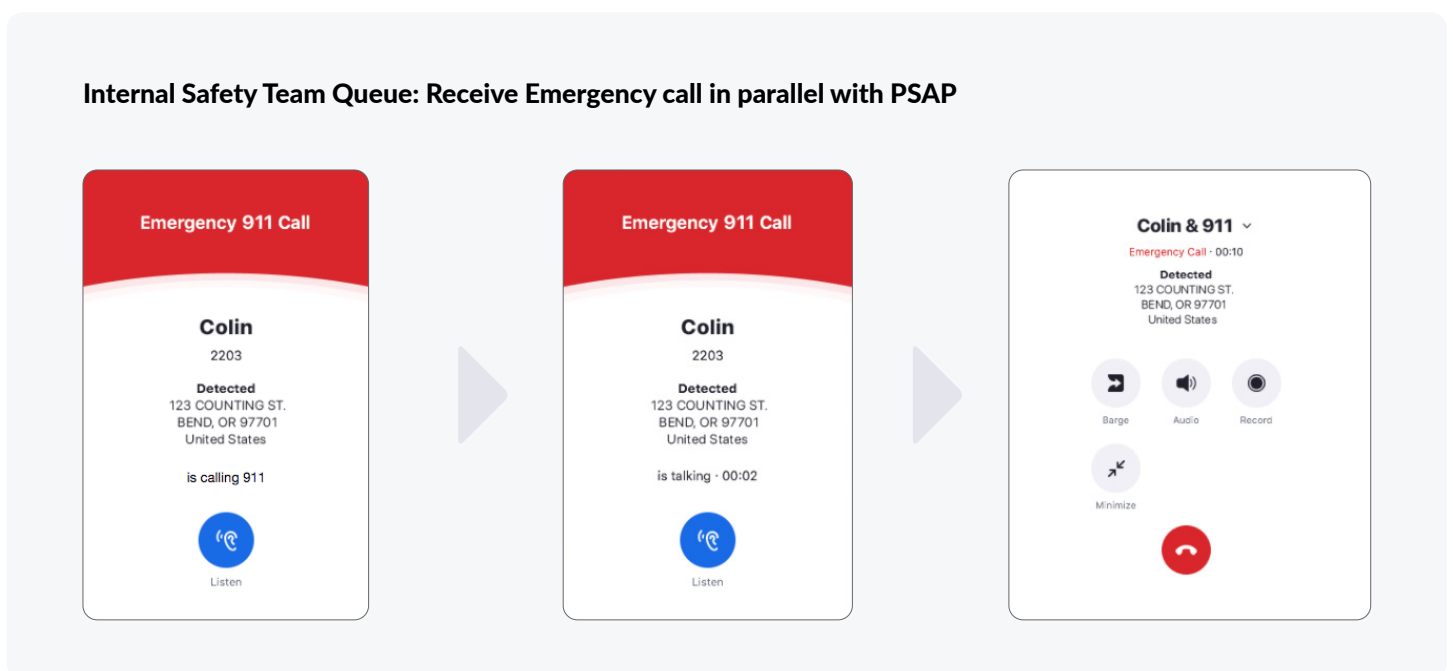 Internal Safety Team Queue: Receive Emergency call in parallel with PSAP
Emergency 911 Call
Colin
2203
Detected
123 COUNTING ST.
BEND, OR 97701
United States
is calling 911
Listen
Emergency 911 Call
Colin
2203
Detected
123 COUNTING ST.
BEND, OR 97701
United States
is talking · 00:02
Listen
Colin & 911
Emergency Call · 00:10
Detected
123 COUNTING ST.
BEND, OR 97701
United States
Barge
Audio
Record
Minimize